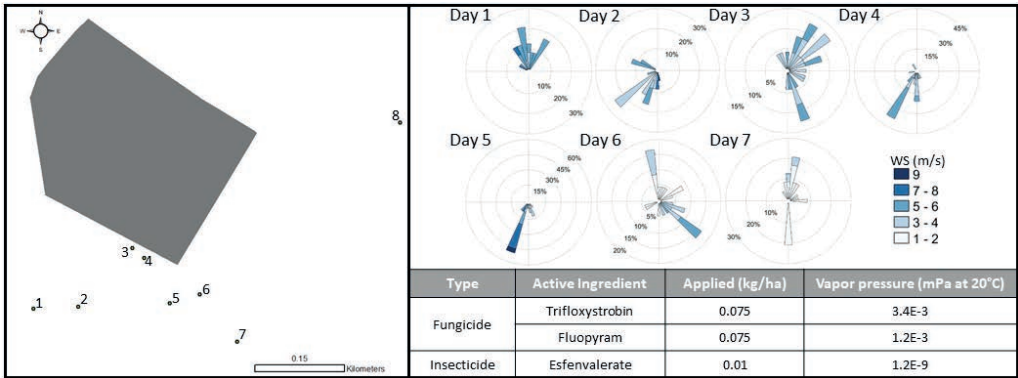 N
W E
S
8
3
4
1
2
5
6
7
0.15
Kilometers
Day 1
10%
20%
30%
Day 2
30%
20%
10%
Day 3
5%
10%
15%
20%
Day 4
45%
30%
15%
Day 5
60%
45%
30%
15%
Day 6
5%
10%
15%
20%
Day 7
10%
20%
30%
WS (m/s)
9
7 - 8
5 - 6
3 - 4
1 - 2
Type Active Ingredient Applied (kg/ha) Vapor pressure (mPa at 20°C)
Fungicide Trifloxystrobin 0.075 3.4E-3
Fluopyram 0.075 1.2E-3
Insecticide Esfenvalerate 0.01 1.2E-9